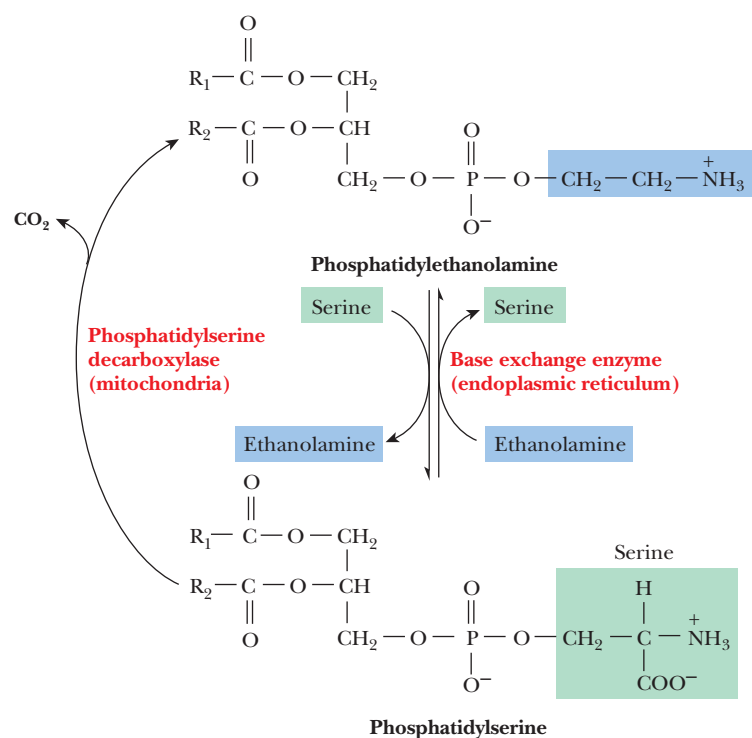 O
||
R₁—C—O—CH₂
|
R₂—C—O—CH
||
O
|
CH₂—O—P—O—CH₂—CH₂—NH₃
O
||
|
O⁻
+
CO₂
Phosphatidylethanolamine
Serine
Serine
Phosphatidylserine
decarboxylase
(mitochondria)
Base exchange enzyme
(endoplasmic reticulum)
Ethanolamine
Ethanolamine
O
||
R₁—C—O—CH₂
|
R₂—C—O—CH
||
O
|
Serine
H
|
O
||
+
CH₂—O—P—O—CH₂—C—NH₃
|
O⁻
|
COO⁻
Phosphatidylserine